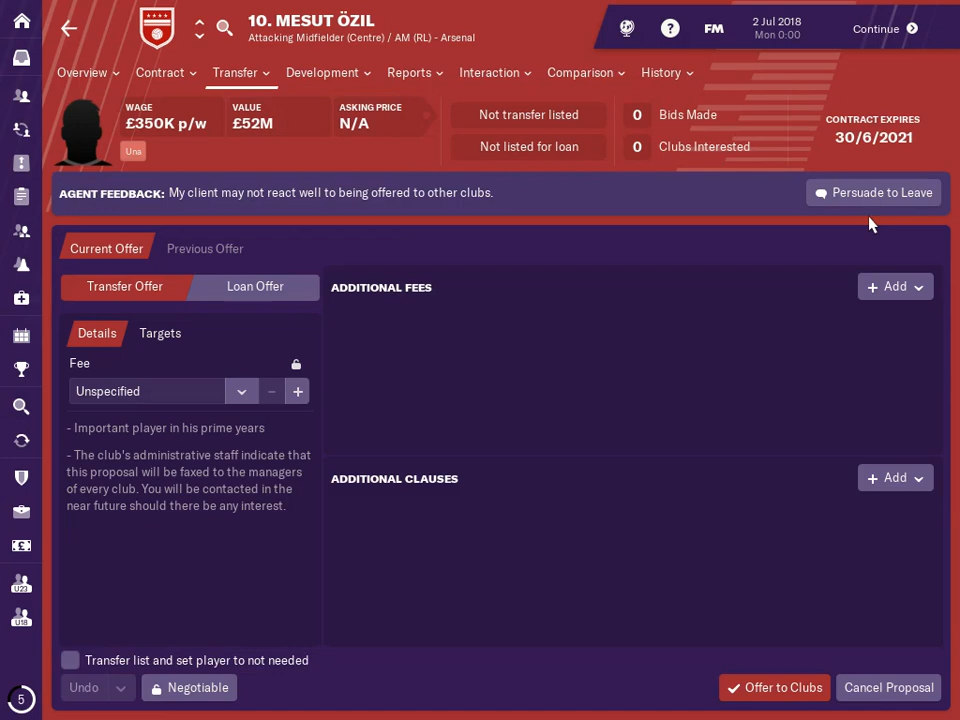 10. MESUT ÖZIL
Attacking Midfielder (Centre) / AM (RL) - Arsenal
?
FM
2 Jul 2018
Mon 0:00
Continue
Overview
Contract
Transfer
Development
Reports
Interaction
Comparison
History
WAGE
£350K p/w
VALUE
£52M
ASKING PRICE
N/A
Una
Not transfer listed
Not listed for loan
0 Bids Made
0 Clubs Interested
CONTRACT EXPIRES
30/6/2021
AGENT FEEDBACK: My client may not react well to being offered to other clubs.
Persuade to Leave
Current Offer
Previous Offer
Transfer Offer
Loan Offer
Details
Targets
Fee
Unspecified
- Important player in his prime years
- The club's administrative staff indicate that
this proposal will be faxed to the managers
of every club. You will be contacted in the
near future should there be any interest.
ADDITIONAL FEES
+ Add
ADDITIONAL CLAUSES
+ Add
Transfer list and set player to not needed
Undo
Negotiable
Offer to Clubs
Cancel Proposal
£
U23
U18
5